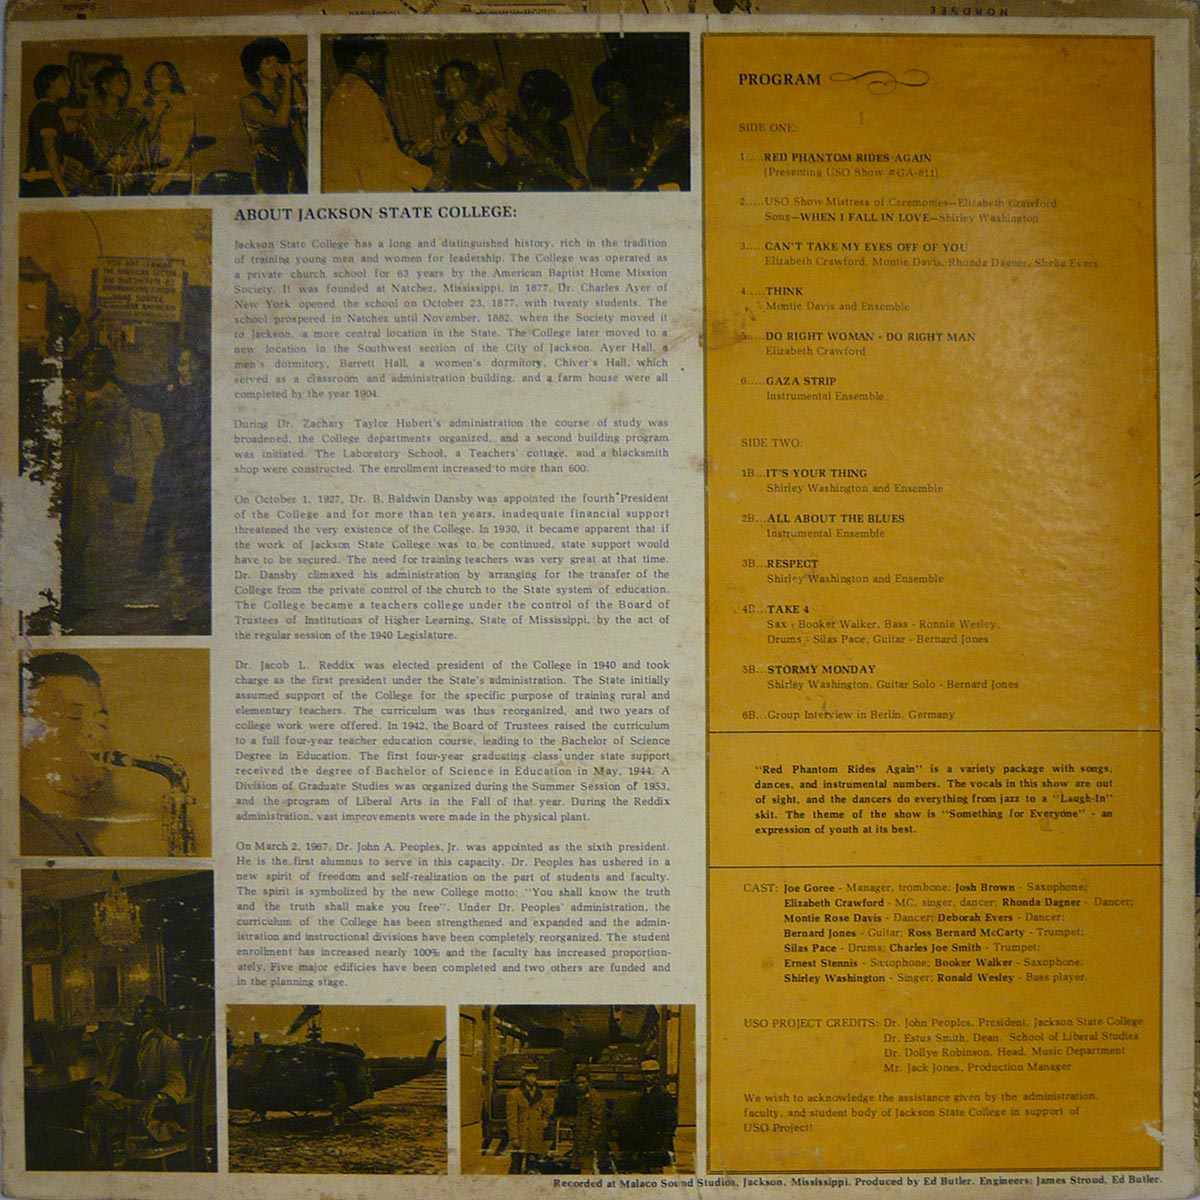 NORDSEE
ABOUT JACKSON STATE COLLEGE:
Jackson State College has a long and distinguished history, rich in the tradition
of training young men and women for leadership. The College was operated as
a private church school for 63 years by the American Baptist Home Mission
Society. It was founded at Natchez, Mississippi, in 1877. Dr. Charles Ayer of
New York opened the school on October 23, 1877, with twenty students. The
school prospered in Natchez until November, 1882, when the Society moved it
to Jackson, a more central location in the State. The College later moved to a
new location in the Southwest section of the City of Jackson. Ayer Hall, a
men's dormitory, Barrett Hall, a women's dormitory, Chiver's Hall, which
served as a classroom and administration building, and a farm house were all
completed by the year 1904.
During Dr. Zachary Taylor Hubert's administration the course of study was
broadened, the College departments organized, and a second building program
was initiated. The Laboratory School, a Teachers' cottage, and a blacksmith
shop were constructed. The enrollment increased to more than 600.
On October 1, 1927, Dr. B. Baldwin Dansby was appointed the fourth President
of the College and for more than ten years, inadequate financial support
threatened the very existence of the College. In 1930, it became apparent that if
the work of Jackson State College was to be continued, state support would
have to be secured. The need for training teachers was very great at that time.
Dr. Dansby climaxed his administration by arranging for the transfer of the
College from the private control of the church to the State system of education.
The College became a teachers college under the control of the Board of
Trustees of Institutions of Higher Learning, State of Mississippi, by the act of
the regular session of the 1940 Legislature.
Dr. Jacob L. Reddix was elected president of the College in 1940 and took
charge as the first president under the State's administration. The State initially
assumed support of the College for the specific purpose of training rural and
elementary teachers. The curriculum was thus reorganized, and two years of
college work were offered. In 1942, the Board of Trustees raised the curriculum
to a full four-year teacher education course, leading to the Bachelor of Science
Degree in Education. The first four-year graduating class under state support
received the degree of Bachelor of Science in Education in May, 1944. A
Division of Graduate Studies was organized during the Summer Session of 1953,
and the program of Liberal Arts in the Fall of that year. During the Reddix
administration, vast improvements were made in the physical plant.
On March 2, 1967, Dr. John A. Peoples, Jr. was appointed as the sixth president.
He is the first alumnus to serve in this capacity. Dr. Peoples has ushered in a
new spirit of freedom and self-realization on the part of students and faculty.
The spirit is symbolized by the new College motto; "You shall know the truth
and the truth shall make you free". Under Dr. Peoples' administration, the
curriculum of the College has been strengthened and expanded and the admin-
istration and instructional divisions have been completely reorganized. The student
enrollment has increased nearly 100% and the faculty has increased proportion-
ately. Five major edificies have been completed and two others are funded and
in the planning stage.
PROGRAM
SIDE ONE:
1.....RED PHANTOM RIDES AGAIN
(Presenting USO Show #GA-811)
2.....USO Show Mistress of Ceremonies—Elizabeth Crawford
Song—WHEN I FALL IN LOVE—Shirley Washington
3.....CAN'T TAKE MY EYES OFF OF YOU
Elizabeth Crawford, Montie Davis, Rhonda Dagner, Shelia Evers
4.....THINK
Montie Davis and Ensemble
5.....DO RIGHT WOMAN - DO RIGHT MAN
Elizabeth Crawford
6.....GAZA STRIP
Instrumental Ensemble
SIDE TWO:
1B...IT'S YOUR THING
Shirley Washington and Ensemble
2B...ALL ABOUT THE BLUES
Instrumental Ensemble
3B...RESPECT
Shirley Washington and Ensemble
4B...TAKE 4
Sax - Booker Walker, Bass - Ronnie Wesley,
Drums - Silas Pace, Guitar - Bernard Jones
5B...STORMY MONDAY
Shirley Washington, Guitar Solo - Bernard Jones
6B...Group Interview in Berlin, Germany
"Red Phantom Rides Again" is a variety package with songs,
dances, and instrumental numbers. The vocals in this show are out
of sight, and the dancers do everything from jazz to a "Laugh-In"
skit. The theme of the show is "Something for Everyone" - an
expression of youth at its best.
CAST: Joe Goree - Manager, trombone; Josh Brown - Saxophone;
Elizabeth Crawford - MC, singer, dancer; Rhonda Dagner - Dancer;
Montie Rose Davis - Dancer; Deborah Evers - Dancer;
Bernard Jones - Guitar; Ross Bernard McCarty - Trumpet;
Silas Pace - Drums; Charles Joe Smith - Trumpet;
Ernest Stennis - Saxophone; Booker Walker - Saxophone;
Shirley Washington - Singer; Ronald Wesley - Bass player.
USO PROJECT CREDITS: Dr. John Peoples, President, Jackson State College
Dr. Estus Smith, Dean, School of Liberal Studies
Dr. Dollye Robinson, Head, Music Department
Mr. Jack Jones, Production Manager
We wish to acknowledge the assistance given by the administration,
faculty, and student body of Jackson State College in support of
USO Project!
Recorded at Malaco Sound Studios, Jackson, Mississippi. Produced by Ed Butler. Engineers: James Stroud, Ed Butler.